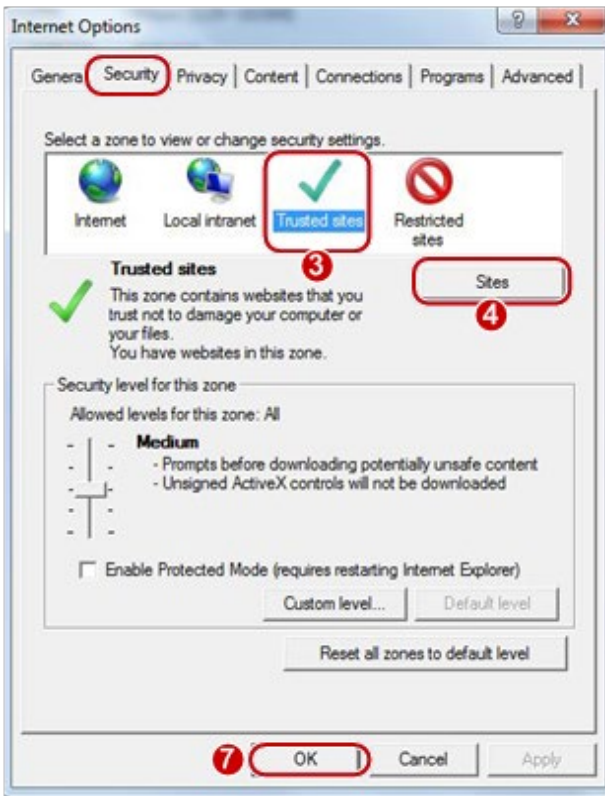 Internet Options
General Security Privacy Content Connections Programs Advanced
Select a zone to view or change security settings.
Internet Local intranet Trusted sites Restricted
sites
3
Trusted sites
Sites
4
This zone contains websites that you
trust not to damage your computer or
your files.
You have websites in this zone.
Security level for this zone
Allowed levels for this zone: All
Medium
- Prompts before downloading potentially unsafe content
- Unsigned ActiveX controls will not be downloaded
Enable Protected Mode (requires restarting Internet Explorer)
Custom level... Default level
Reset all zones to default level
7 OK Cancel Apply